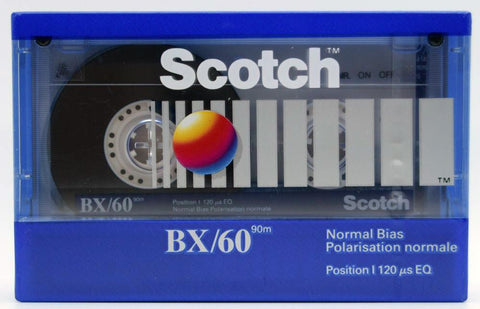 Scotch™
NR. ON OFF
TM
BX/60 90m
Position I 120 µs EQ
Normal Bias Polarisation normale
Scotch
BX/60 90m
Normal Bias
Polarisation normale
Position I 120 µs EQ